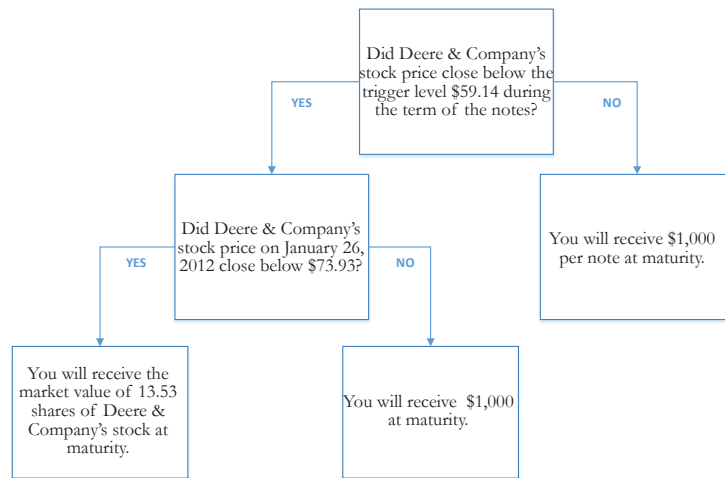 Did Deere & Company's
stock price close below the
trigger level $59.14 during
the term of the notes?
YES
NO
Did Deere & Company's
stock price on January 26,
2012 close below $73.93?
You will receive $1,000
per note at maturity.
YES
NO
You will receive the
market value of 13.53
shares of Deere &
Company's stock at
maturity.
You will receive $1,000
at maturity.